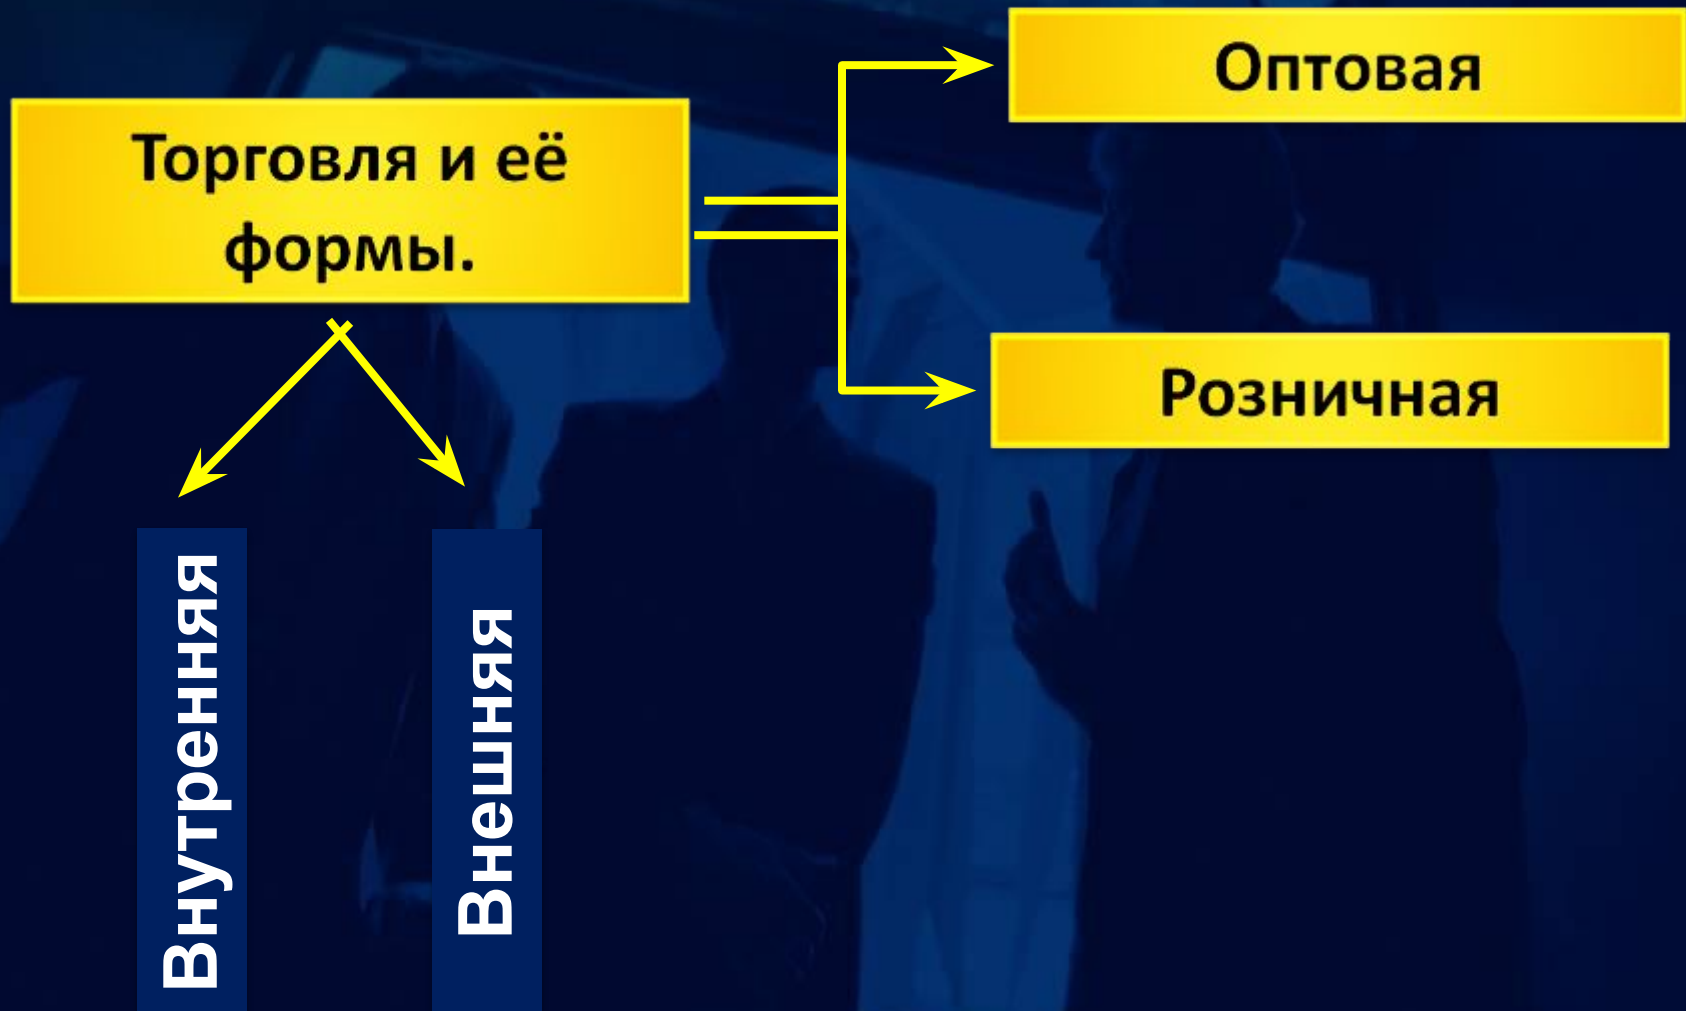 Оптовая
Торговля и её
формы.
Розничная
Внутренняя
Внешняя